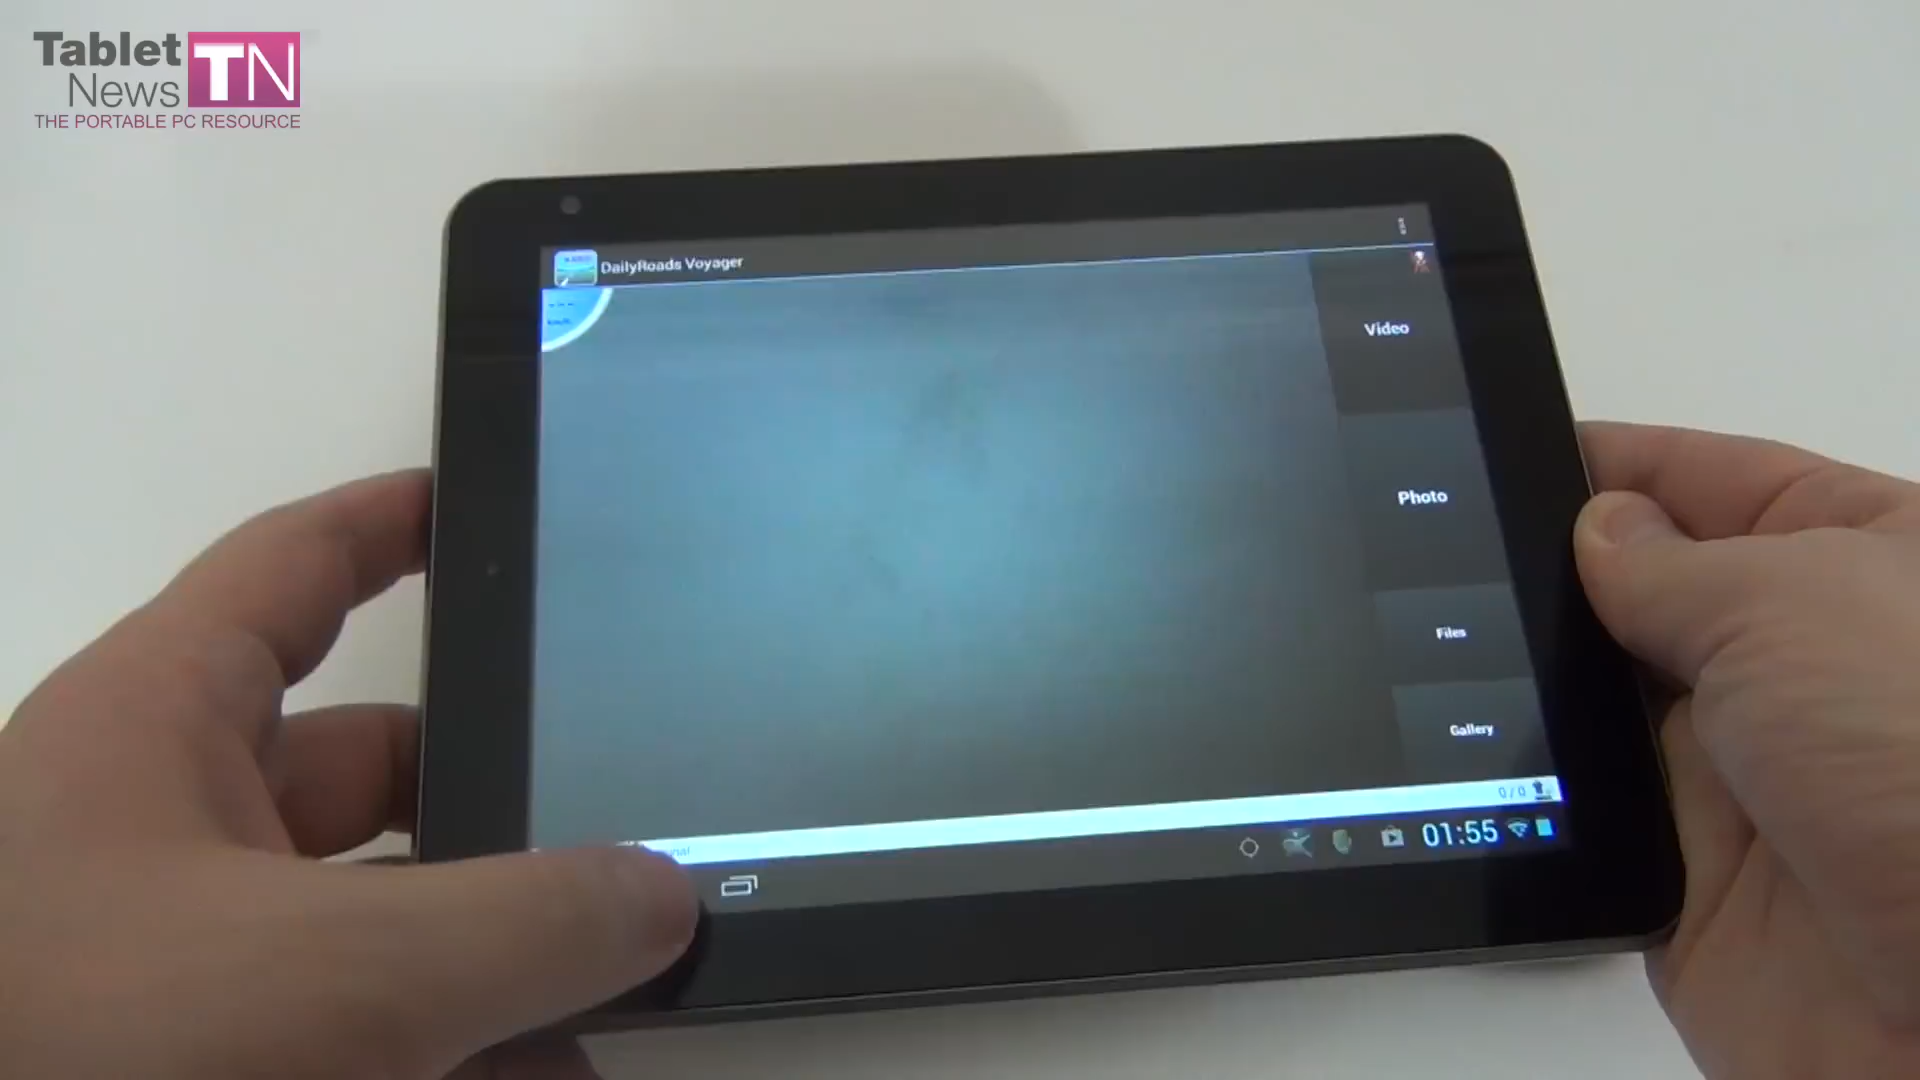 Tablet
News TN
THE PORTABLE PC RESOURCE
DailyRoads Voyager
Video
Photo
Files
Gallery
0/0
01:55